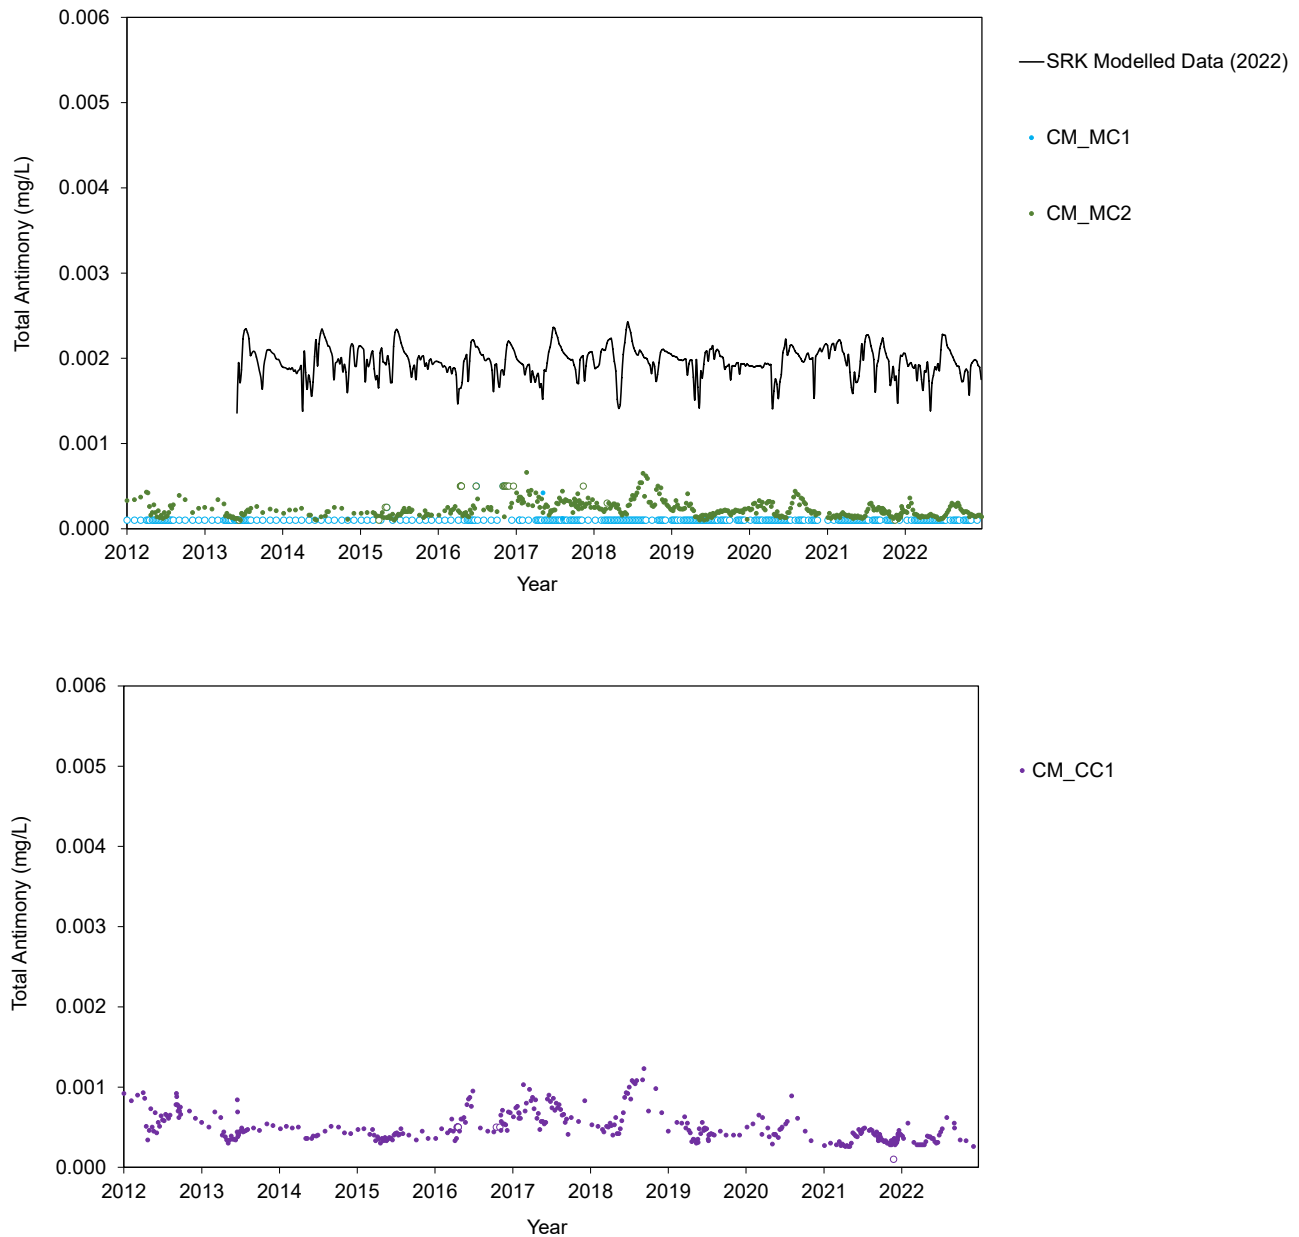 0.006
0.005
0.004
0.003
0.002
0.001
0.000
Total Antimony (mg/L)
2012 2013 2014 2015 2016 2017 2018 2019 2020 2021 2022
Year
SRK Modelled Data (2022)
CM_MC1
CM_MC2
0.006
0.005
0.004
0.003
0.002
0.001
0.000
Total Antimony (mg/L)
2012 2013 2014 2015 2016 2017 2018 2019 2020 2021 2022
Year
CM_CC1